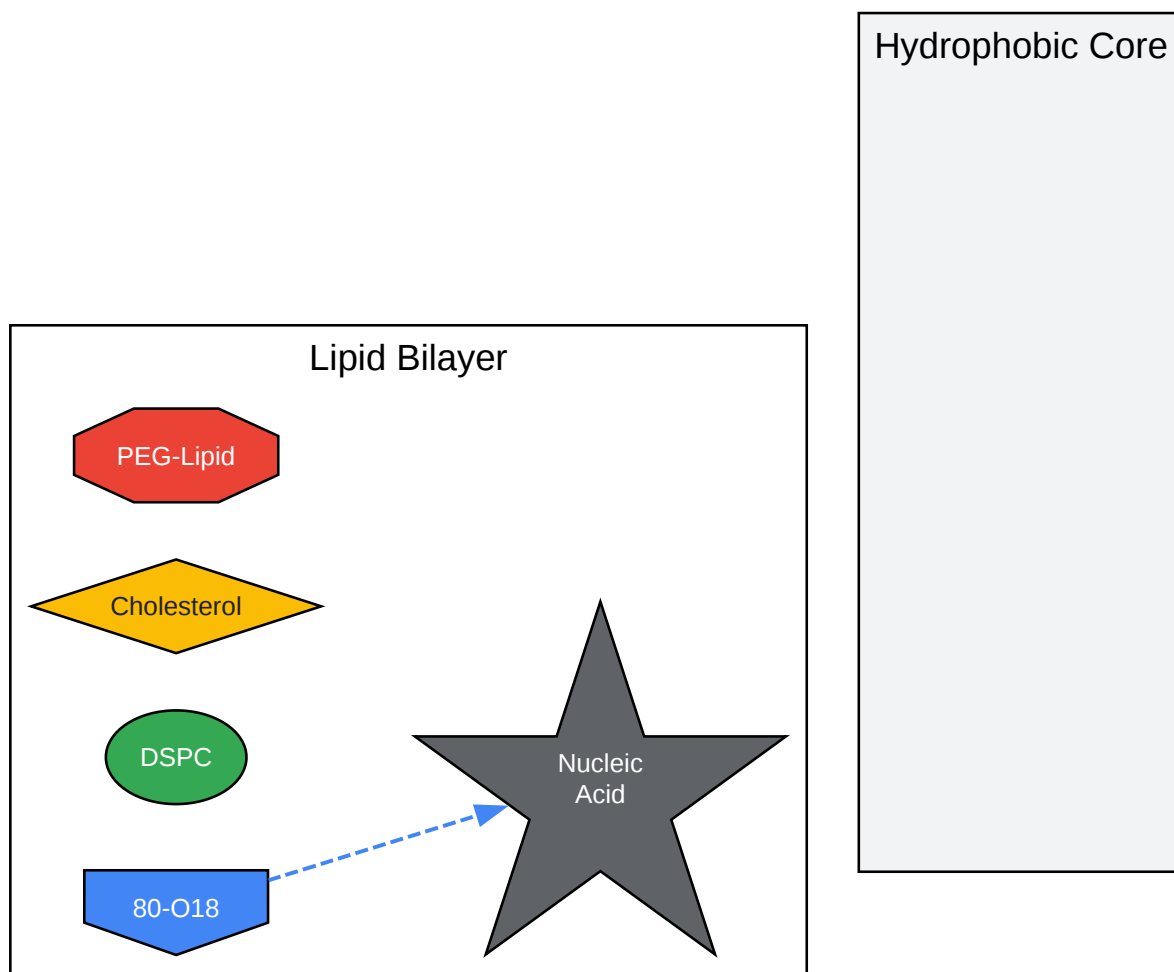 Hydrophobic Core
Lipid Bilayer
PEG-Lipid
Cholesterol
DSPC
Nucleic
Acid
80-O18